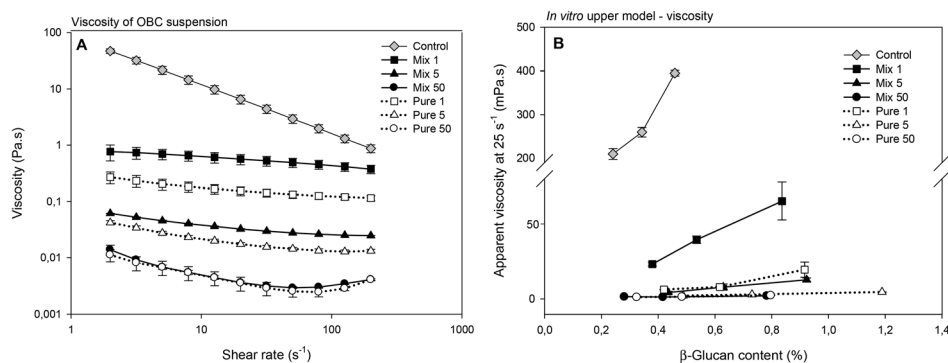 Viscosity of OBC suspension
A
100
10
1
0,1
0,01
0,001
Viscosity (Pa.s)
1
10
100
1000
Shear rate (s⁻¹)
Control
Mix 1
Mix 5
Mix 50
Pure 1
Pure 5
Pure 50
In vitro upper model - viscosity
B
500
400
300
200
50
0
Apparent viscosity at 25 s⁻¹ (mPa.s)
0,0
0,2
0,4
0,6
0,8
1,0
1,2
1,4
β-Glucan content (%)
Control
Mix 1
Mix 5
Mix 50
Pure 1
Pure 5
Pure 50